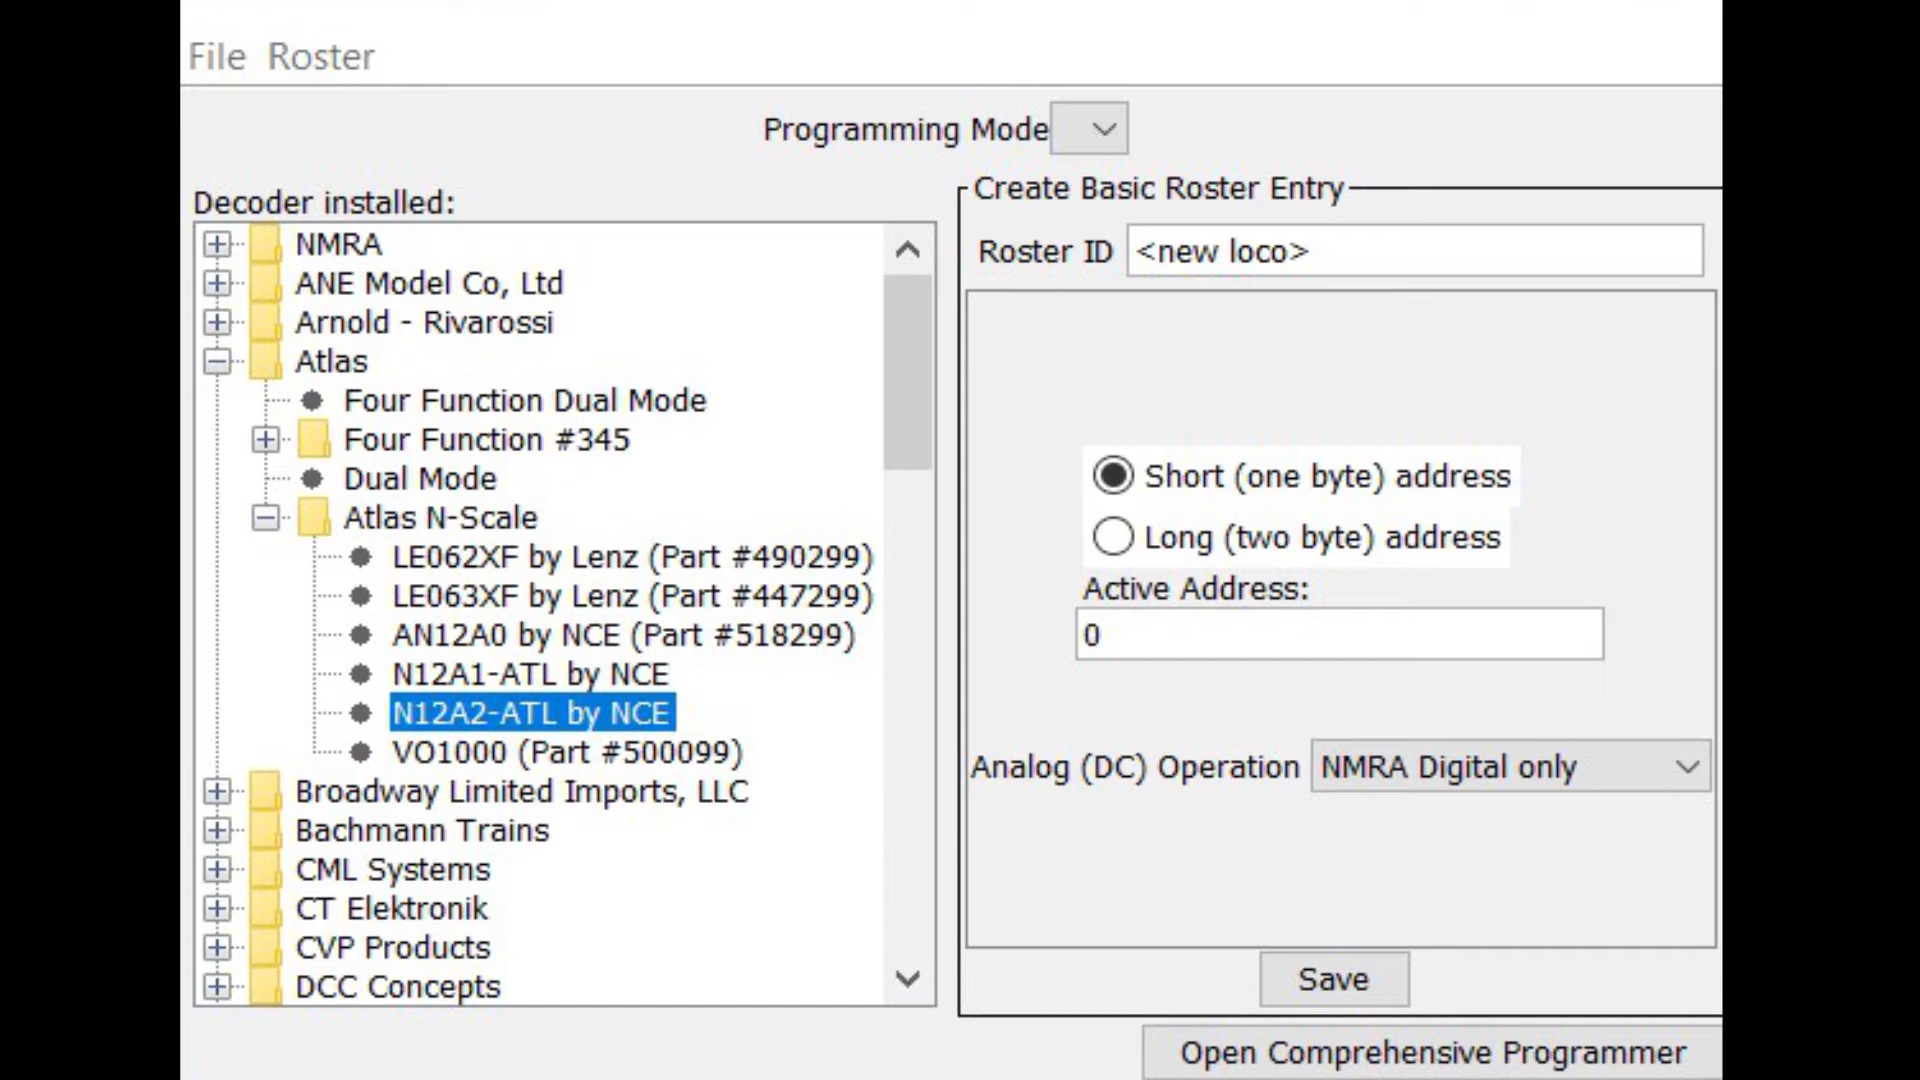 File Roster
Programming Mode
Decoder installed:
NMRA
ANE Model Co, Ltd
Arnold - Rivarossi
Atlas
Four Function Dual Mode
Four Function #345
Dual Mode
Atlas N-Scale
LE062XF by Lenz (Part #490299)
LE063XF by Lenz (Part #447299)
AN12A0 by NCE (Part #518299)
N12A1-ATL by NCE
N12A2-ATL by NCE
VO1000 (Part #500099)
Broadway Limited Imports, LLC
Bachmann Trains
CML Systems
CT Elektronik
CVP Products
DCC Concepts
Create Basic Roster Entry
Roster ID <new loco>
Short (one byte) address
Long (two byte) address
Active Address:
0
Analog (DC) Operation NMRA Digital only
Save
Open Comprehensive Programmer